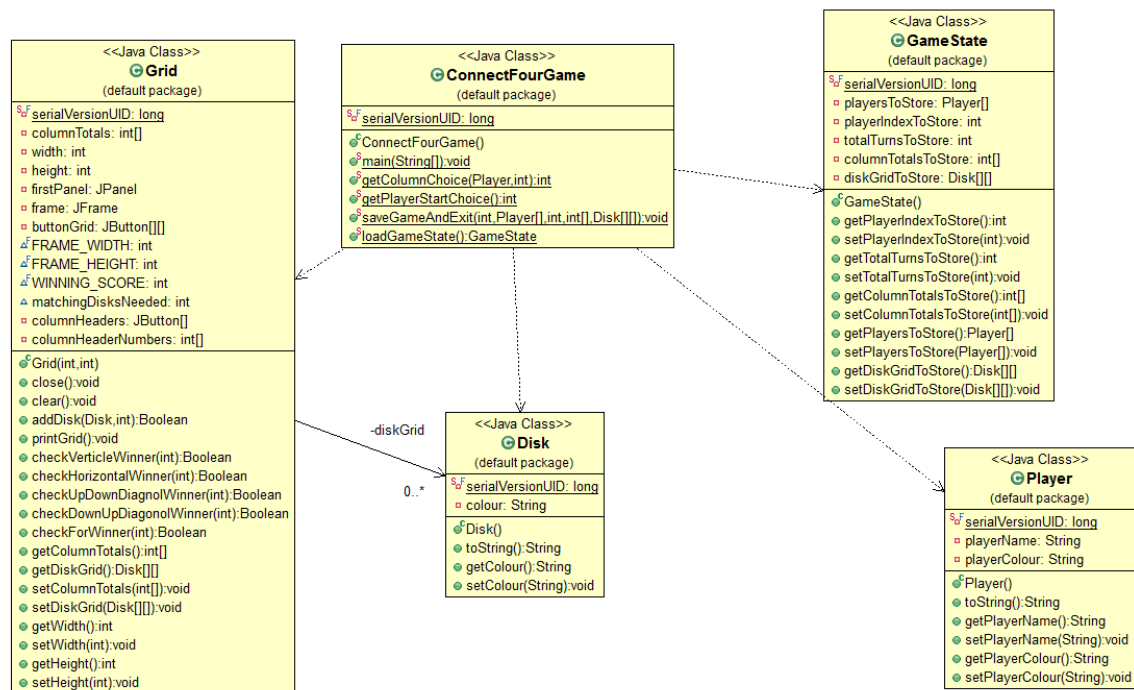 <<Java Class>>
Grid
(default package)
serialVersionUID: long
columnTotals: int[]
width: int
height: int
firstPanel: JPanel
frame: JFrame
buttonGrid: JButton[][]
FRAME_WIDTH: int
FRAME_HEIGHT: int
WINNING_SCORE: int
matchingDisksNeeded: int
columnHeaders: JButton[]
columnHeaderNumbers: int[]
Grid(int,int)
close():void
clear():void
addDisk(Disk,int):Boolean
printGrid():void
checkVerticleWinner(int):Boolean
checkHorizontalWinner(int):Boolean
checkUpDownDiagnolWinner(int):Boolean
checkDownUpDiagonolWinner(int):Boolean
checkForWinner(int):Boolean
getColumnTotals():int[]
getDiskGrid():Disk[][]
setColumnTotals(int[]):void
setDiskGrid(Disk[][]):void
getWidth():int
setWidth(int):void
getHeight():int
setHeight(int):void
<<Java Class>>
ConnectFourGame
(default package)
serialVersionUID: long
ConnectFourGame()
main(String[]):void
getColumnChoice(Player,int):int
getPlayerStartChoice():int
saveGameAndExit(int,Player[],int,int[],Disk[][]):void
loadGameState():GameState
<<Java Class>>
GameState
(default package)
serialVersionUID: long
playersToStore: Player[]
playerIndexToStore: int
totalTurnsToStore: int
columnTotalsToStore: int[]
diskGridToStore: Disk[][]
GameState()
getPlayerIndexToStore():int
setPlayerIndexToStore(int):void
getTotalTurnsToStore():int
setTotalTurnsToStore(int):void
getColumnTotalsToStore():int[]
setColumnTotalsToStore(int[]):void
getPlayersToStore():Player[]
setPlayersToStore(Player[]):void
getDiskGridToStore():Disk[][]
setDiskGridToStore(Disk[][]):void
-diskGrid
0..*
<<Java Class>>
Disk
(default package)
serialVersionUID: long
colour: String
Disk()
toString():String
getColour():String
setColour(String):void
<<Java Class>>
Player
(default package)
serialVersionUID: long
playerName: String
playerColour: String
Player()
toString():String
getPlayerName():String
setPlayerName(String):void
getPlayerColour():String
setPlayerColour(String):void